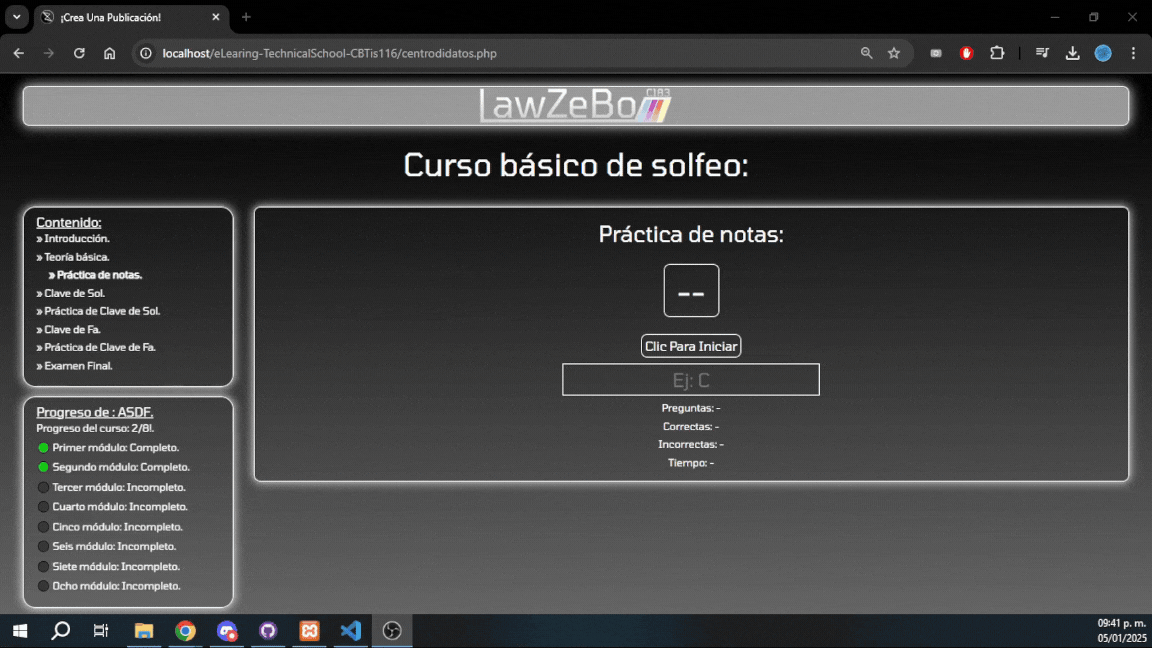 ¡Crea Una Publicación!
localhost/eLearing-TechnicalSchool-CBTis116/centrodidatos.php
LawZeBo C1B3
Curso básico de solfeo:
Contenido:
» Introducción.
» Teoría básica.
» Práctica de notas.
» Clave de Sol.
» Práctica de Clave de Sol.
» Clave de Fa.
» Práctica de Clave de Fa.
» Examen Final.
Progreso de : ASDF.
Progreso del curso: 2/8!.
Primer módulo: Completo.
Segundo módulo: Completo.
Tercer módulo: Incompleto.
Cuarto módulo: Incompleto.
Cinco módulo: Incompleto.
Seis módulo: Incompleto.
Siete módulo: Incompleto.
Ocho módulo: Incompleto.
Práctica de notas:
--
Clic Para Iniciar
Ej: C
Preguntas: -
Correctas: -
Incorrectas: -
Tiempo: -
09:41 p. m.
05/01/2025